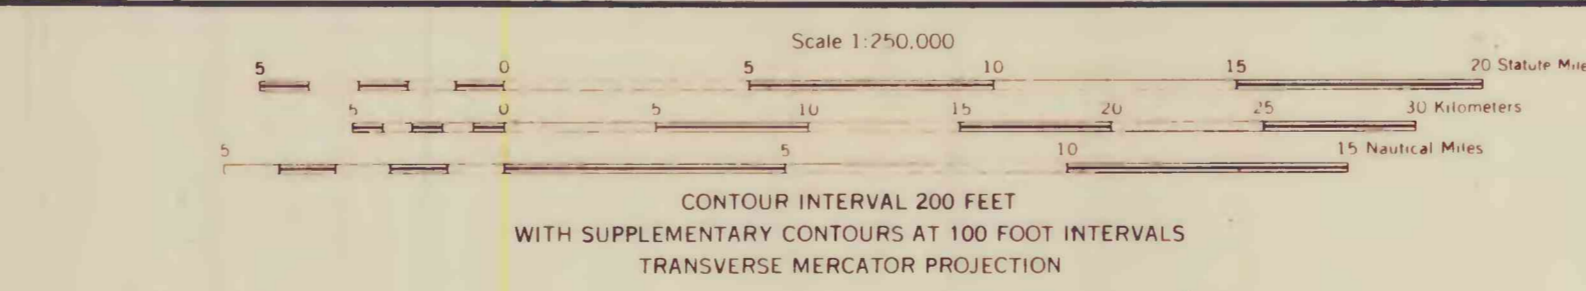 Scale 1:250,000
5 0 5 10 15 20 Statute Mile
5 0 5 10 15 20 25 30 Kilometers
5 5 10 15 Nautical Miles
CONTOUR INTERVAL 200 FEET
WITH SUPPLEMENTARY CONTOURS AT 100 FOOT INTERVALS
TRANSVERSE MERCATOR PROJECTION